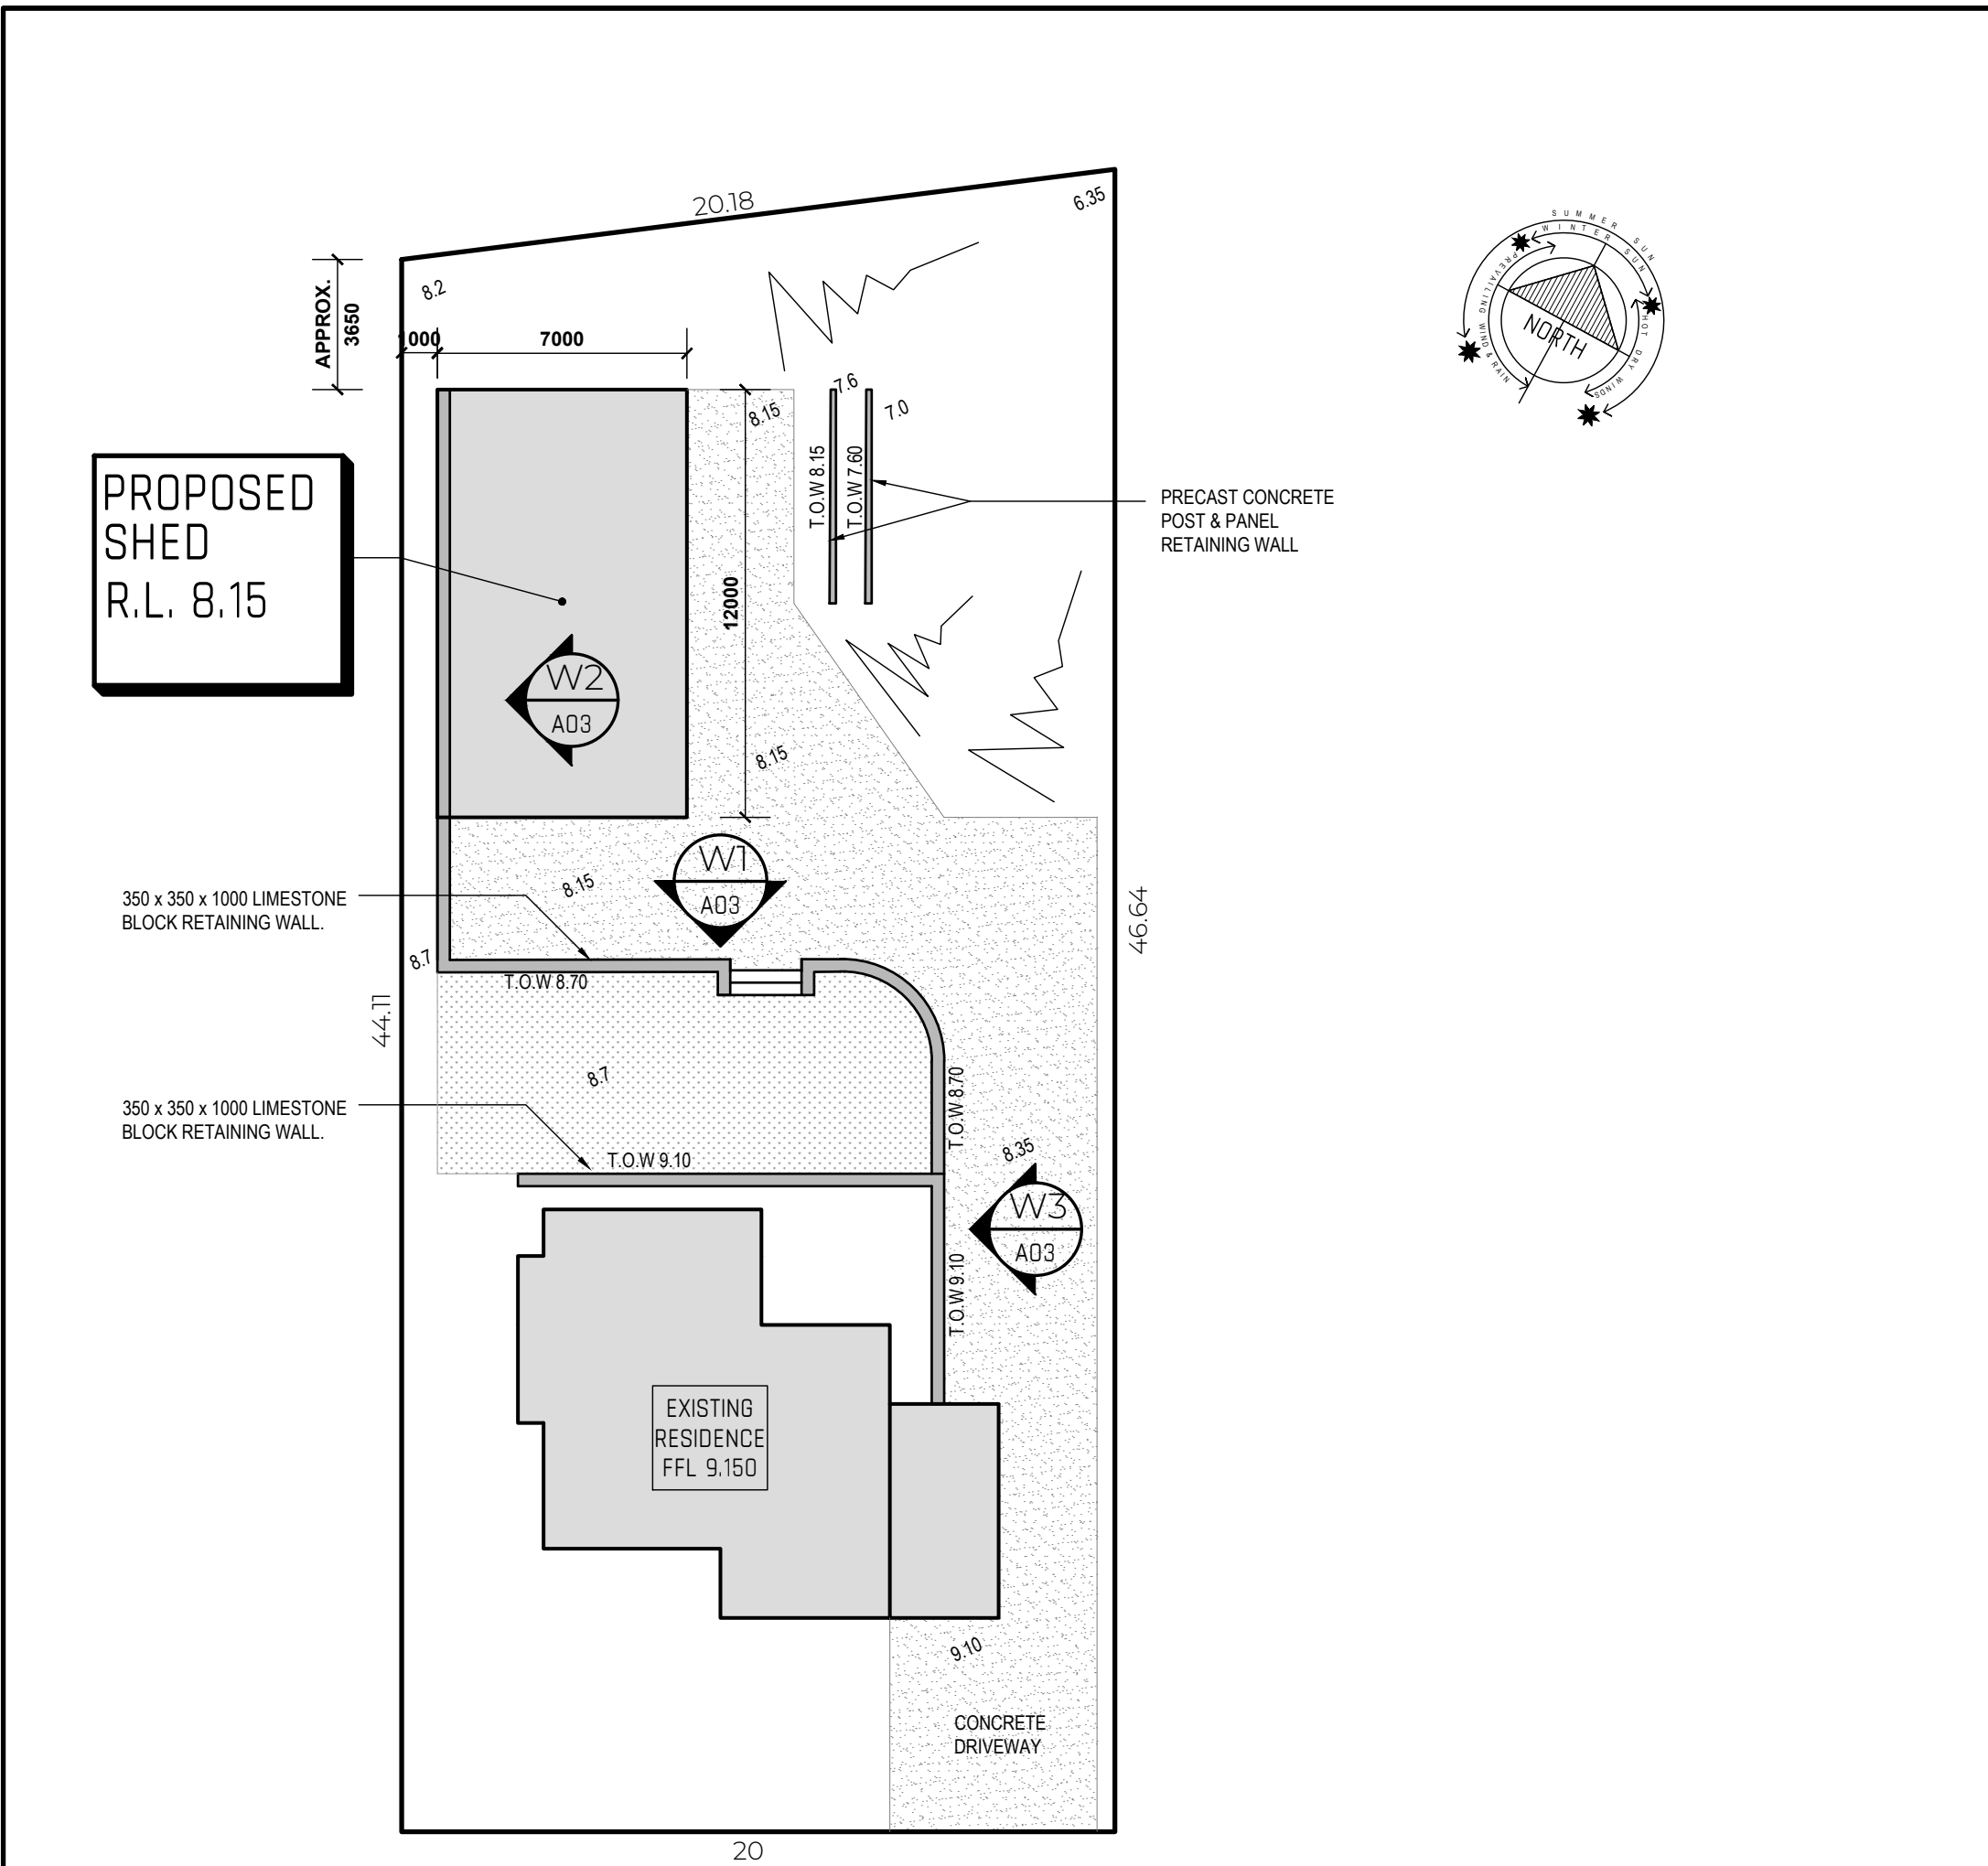 20.18
6.35
8.2
APPROX.
3650
1000
7000
SUMMER SUN
WINTER SUN
PREVAILING WIND & RAIN
HOT DRY WINDS
NORTH
7.6
7.0
8.15
T.O.W 8.15
T.O.W 7.60
PRECAST CONCRETE
POST & PANEL
RETAINING WALL
PROPOSED
SHED
R.L. 8.15
12000
W2
A03
8.15
W1
A03
8.15
350 x 350 x 1000 LIMESTONE
BLOCK RETAINING WALL.
46.64
8.7
T.O.W 8.70
44.11
8.7
T.O.W 8.70
350 x 350 x 1000 LIMESTONE
BLOCK RETAINING WALL.
T.O.W 9.10
8.35
W3
A03
T.O.W 9.10
EXISTING
RESIDENCE
FFL 9.150
9.10
CONCRETE
DRIVEWAY
20